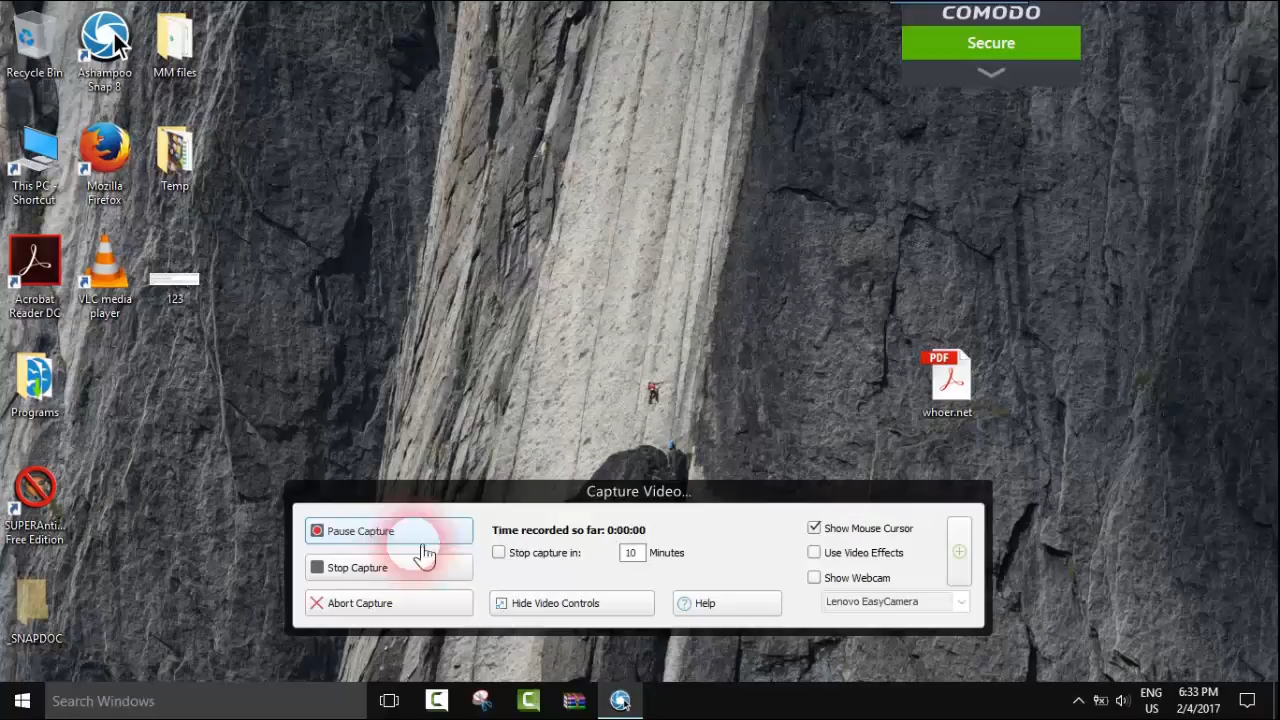 Recycle Bin
Ashampoo
Snap 8
MM files
COMODO
Secure
This PC -
Shortcut
Mozilla
Firefox
Temp
Acrobat
Reader DC
VLC media
player
123
Programs
PDF
whoer.net
SUPERAnti...
Free Edition
_SNAPDOC
Capture Video...
Pause Capture
Time recorded so far: 0:00:00
Show Mouse Cursor
Stop capture in:
10
Minutes
Use Video Effects
Stop Capture
Show Webcam
Abort Capture
Hide Video Controls
Help
Lenovo EasyCamera
Search Windows
ENG
US
6:33 PM
2/4/2017